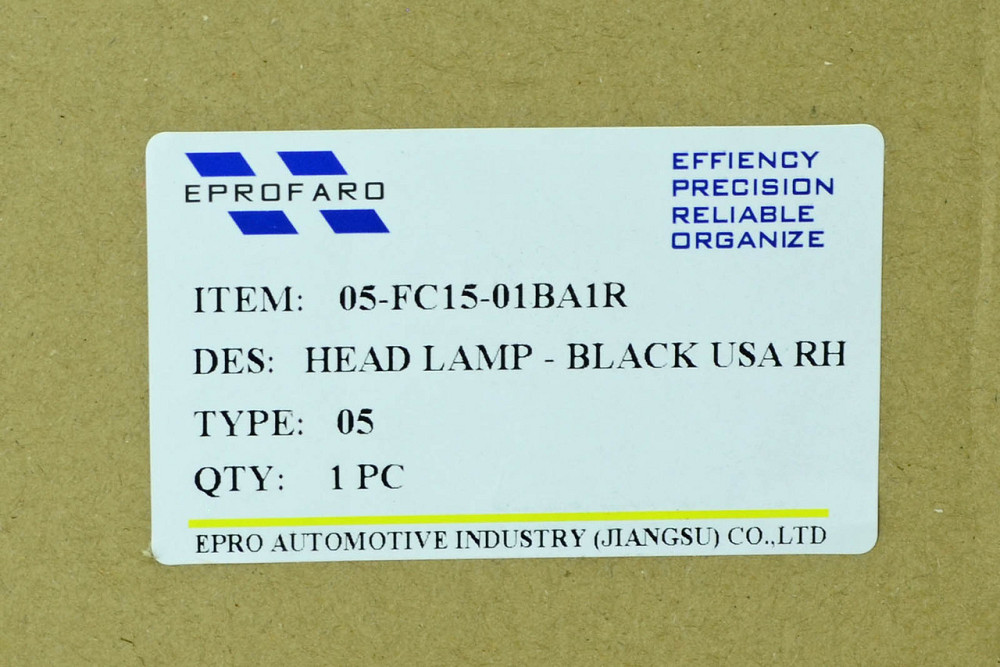 EPROFARO
EFFIENCY
PRECISION
RELIABLE
ORGANIZE
ITEM: 05-FC15-01BA1R
DES: HEAD LAMP - BLACK USA RH
TYPE: 05
QTY: 1 PC
EPRO AUTOMOTIVE INDUSTRY (JIANGSU) CO.,LTD